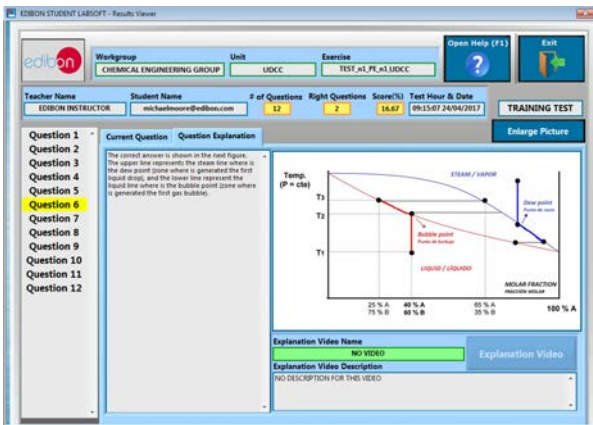 EDIBON STUDENT LABSOFT - Results Viewer
edibon
Workgroup
CHEMICAL ENGINEERING GROUP
Unit
UDCC
Exercise
TEST_n1_PE_n1_UDCC
Open Help (F1)
Exit
Teacher Name
EDIBON INSTRUCTOR
Student Name
michaelmoore@edibon.com
# of Questions
12
Right Questions
2
Score(%)
16,67
Test Hour & Date
09:15:07 24/04/2017
TRAINING TEST
Question 1
Question 2
Question 3
Question 4
Question 5
Question 6
Question 7
Question 8
Question 9
Question 10
Question 11
Question 12
Current Question
Question Explanation
Enlarge Picture
The correct answer is shown in the next figure.
The upper line represents the steam line where is
the dew point (zone where is generated the first
liquid drop), and the lower line represent the
liquid line where is the bubble point (zone where
is generated the first gas bubble).
Temp.
(P = cte)
STEAM / VAPOR
T3
T2
T1
Dew point
Punto de rocío
Bubble point
Punto de burbuja
LIQUID / LÍQUIDO
MOLAR FRACTION
FRACCIÓN MOLAR
25 % A
75 % B
40 % A
60 % B
65 % A
35 % B
100 % A
Explanation Video Name
NO VIDEO
Explanation Video
Explanation Video Description
NO DESCRIPTION FOR THIS VIDEO